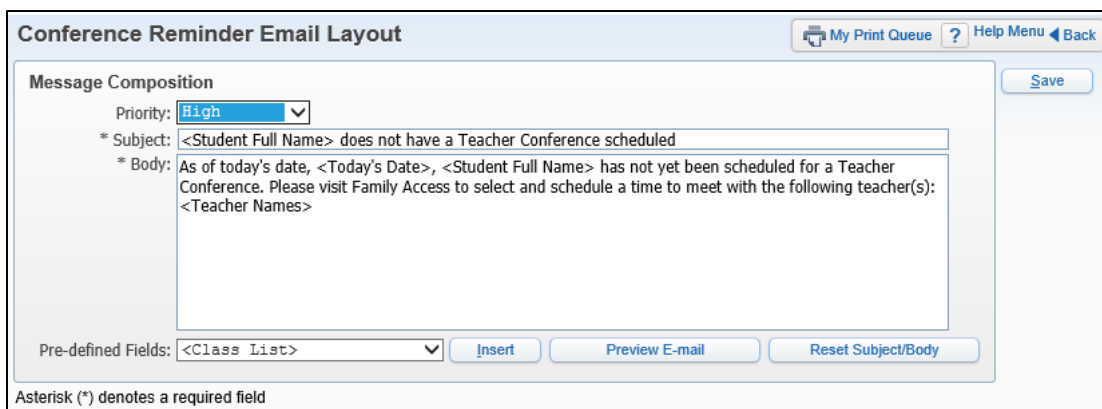 Conference Reminder Email Layout
My Print Queue ? Help Menu Back
Message Composition
Save
Priority: High
* Subject: <Student Full Name> does not have a Teacher Conference scheduled
* Body: As of today's date, <Today's Date>, <Student Full Name> has not yet been scheduled for a Teacher
Conference. Please visit Family Access to select and schedule a time to meet with the following teacher(s):
<Teacher Names>
Pre-defined Fields: <Class List> Insert Preview E-mail Reset Subject/Body
Asterisk (*) denotes a required field